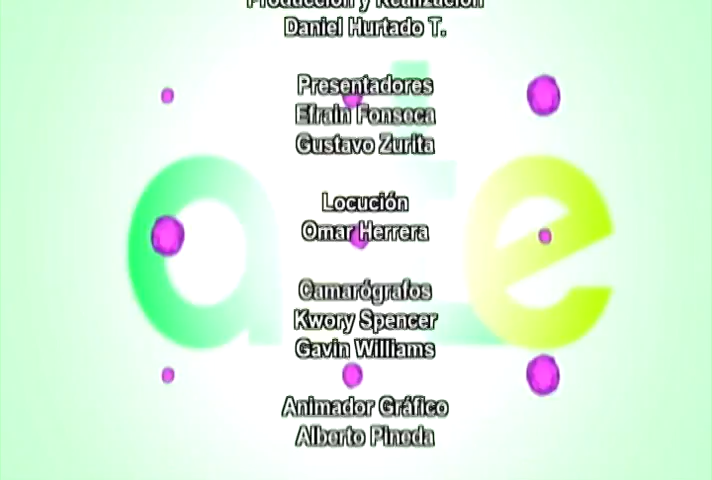 Producción y Realización
Daniel Hurtado T.
Presentadores
Efrain Fonseca
Gustavo Zurita
Locución
Omar Herrera
Camarógrafos
Kwory Spencer
Gavin Williams
Animador Gráfico
Alberto Pineda